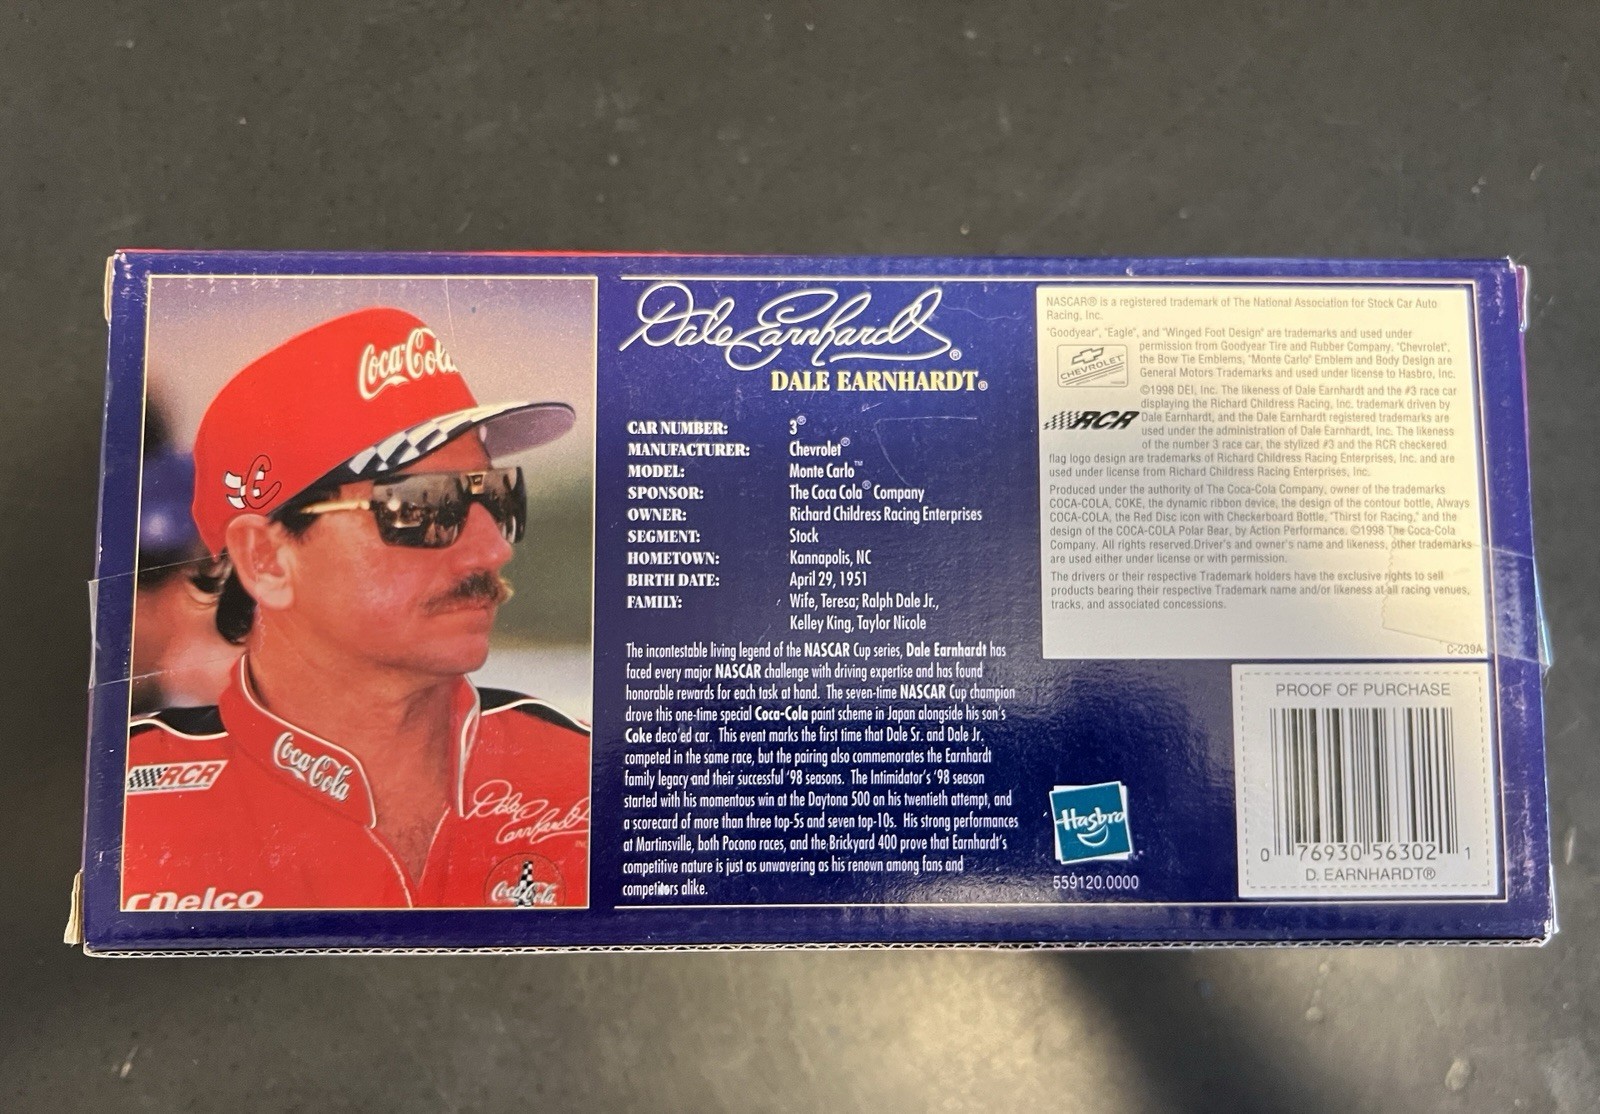 Coca-Cola
C
RCR
Coca-Cola
Dale Earnhardt
Coca-Cola
Delco
Dale Earnhardt®
DALE EARNHARDT®
CAR NUMBER: 3®
MANUFACTURER: Chevrolet®
MODEL: Monte Carlo™
SPONSOR: The Coca Cola® Company
OWNER: Richard Childress Racing Enterprises
SEGMENT: Stock
HOMETOWN: Kannapolis, NC
BIRTH DATE: April 29, 1951
FAMILY: Wife, Teresa; Ralph Dale Jr.,
Kelley King, Taylor Nicole
The incontestable living legend of the NASCAR Cup series, Dale Earnhardt has
faced every major NASCAR challenge with driving expertise and has found
honorable rewards for each task at hand. The seven-time NASCAR Cup champion
drove this one-time special Coca-Cola paint scheme in Japan alongside his son's
Coke deco'ed car. This event marks the first time that Dale Sr. and Dale Jr.
competed in the same race, but the pairing also commemorates the Earnhardt
family legacy and their successful '98 seasons. The Intimidator's '98 season
started with his momentous win at the Daytona 500 on his twentieth attempt, and
a scorecard of more than three top-5s and seven top-10s. His strong performances
at Martinsville, both Pocono races, and the Brickyard 400 prove that Earnhardt's
competitive nature is just as unwavering as his renown among fans and
competitors alike.
NASCAR® is a registered trademark of The National Association for Stock Car Auto
Racing, Inc.
"Goodyear", "Eagle", and "Winged Foot Design" are trademarks and used under
permission from Goodyear Tire and Rubber Company. "Chevrolet",
the Bow Tie Emblems, "Monte Carlo" Emblem and Body Design are
General Motors Trademarks and used under license to Hasbro, Inc.
CHEVROLET
©1998 DEI, Inc. The likeness of Dale Earnhardt and the #3 race car
displaying the Richard Childress Racing, Inc. trademark driven by
Dale Earnhardt, and the Dale Earnhardt registered trademarks are
used under the administration of Dale Earnhardt, Inc. The likeness
of the number 3 race car, the stylized #3 and the RCR checkered
flag logo design are trademarks of Richard Childress Racing Enterprises, Inc. and are
used under license from Richard Childress Racing Enterprises, Inc.
RCR
Produced under the authority of The Coca-Cola Company, owner of the trademarks
COCA-COLA, COKE, the dynamic ribbon device, the design of the contour bottle, Always
COCA-COLA, the Red Disc icon with Checkerboard Bottle, "Thirst for Racing," and the
design of the COCA-COLA Polar Bear, by Action Performance. ©1998 The Coca-Cola
Company. All rights reserved.Driver's and owner's name and likeness, other trademarks
are used either under license or with permission.
The drivers or their respective Trademark holders have the exclusive rights to sell
products bearing their respective Trademark name and/or likeness at all racing venues,
tracks, and associated concessions.
C-239A
Hasbro
559120.0000
PROOF OF PURCHASE
0 76930 56302 1
D. EARNHARDT®